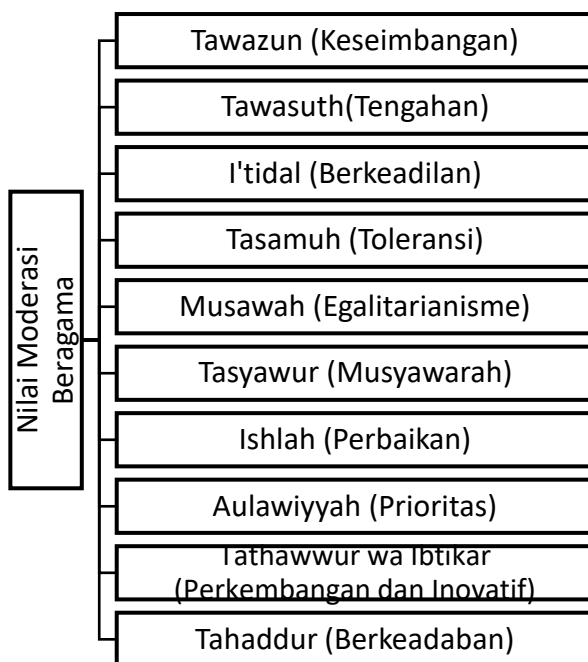 Nilai Moderasi
Beragama
Tawazun (Keseimbangan)
Tawasuth(Tengahan)
I'tidal (Berkeadilan)
Tasamuh (Toleransi)
Musawah (Egalitarianisme)
Tasyawur (Musyawarah)
Ishlah (Perbaikan)
Aulawiyyah (Prioritas)
Tathawwur wa Ibtikar
(Perkembangan dan Inovatif)
Tahaddur (Berkeadaban)